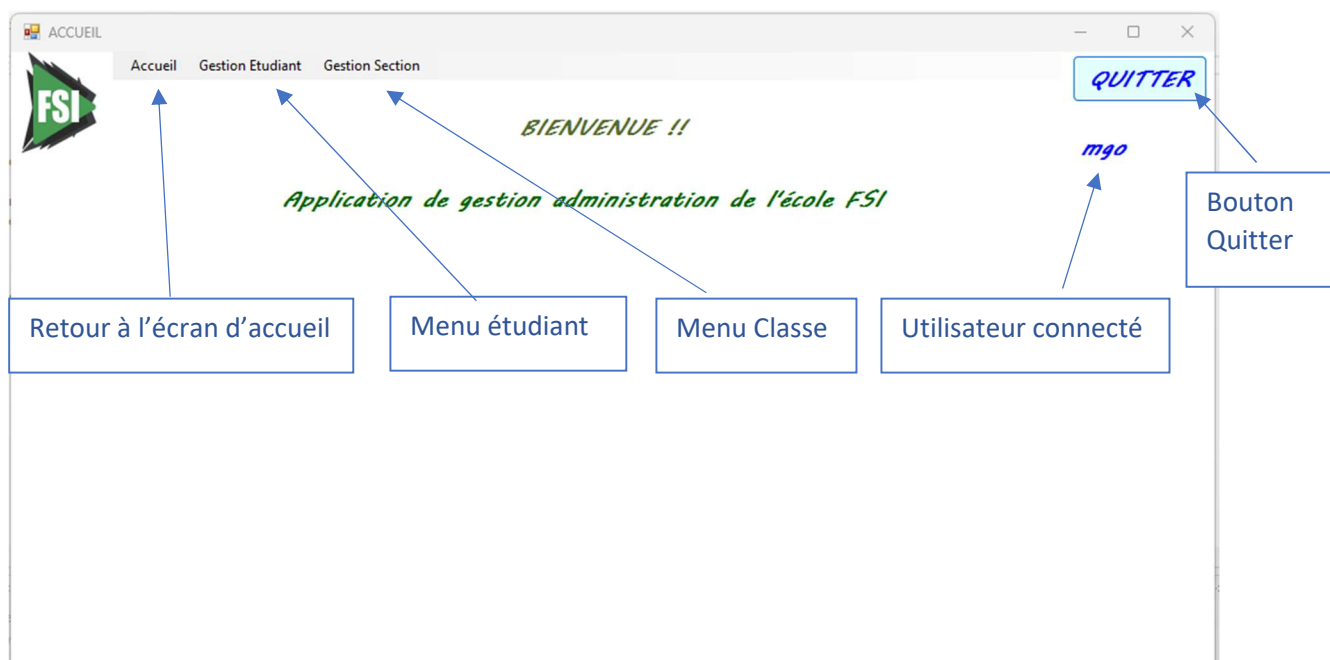 ACCUEIL
FSI
Accueil Gestion Etudiant Gestion Section
QUITTER
BIENVENUE !!
mgo
Application de gestion administration de l'école FSI
Bouton
Quitter
Retour à l’écran d’accueil
Menu étudiant
Menu Classe
Utilisateur connecté